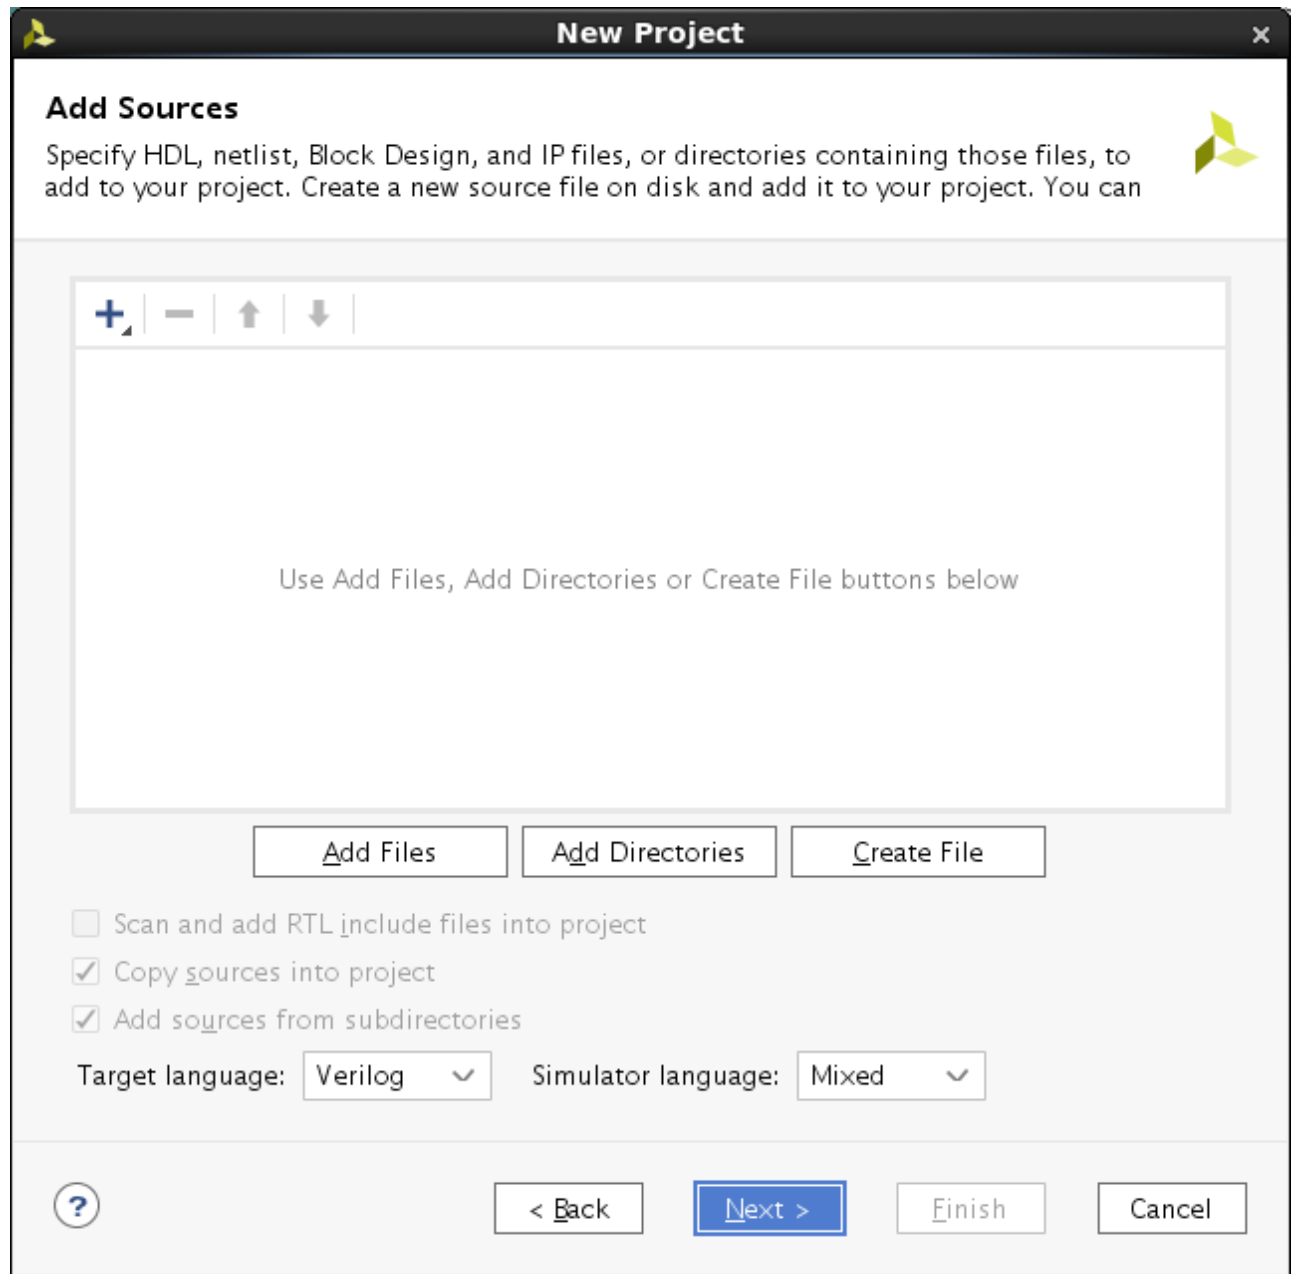 New Project
Add Sources
Specify HDL, netlist, Block Design, and IP files, or directories containing those files, to
add to your project. Create a new source file on disk and add it to your project. You can
Use Add Files, Add Directories or Create File buttons below
Add Files
Add Directories
Create File
Scan and add RTL include files into project
Copy sources into project
Add sources from subdirectories
Target language: Verilog Simulator language: Mixed
? < Back Next > Finish Cancel